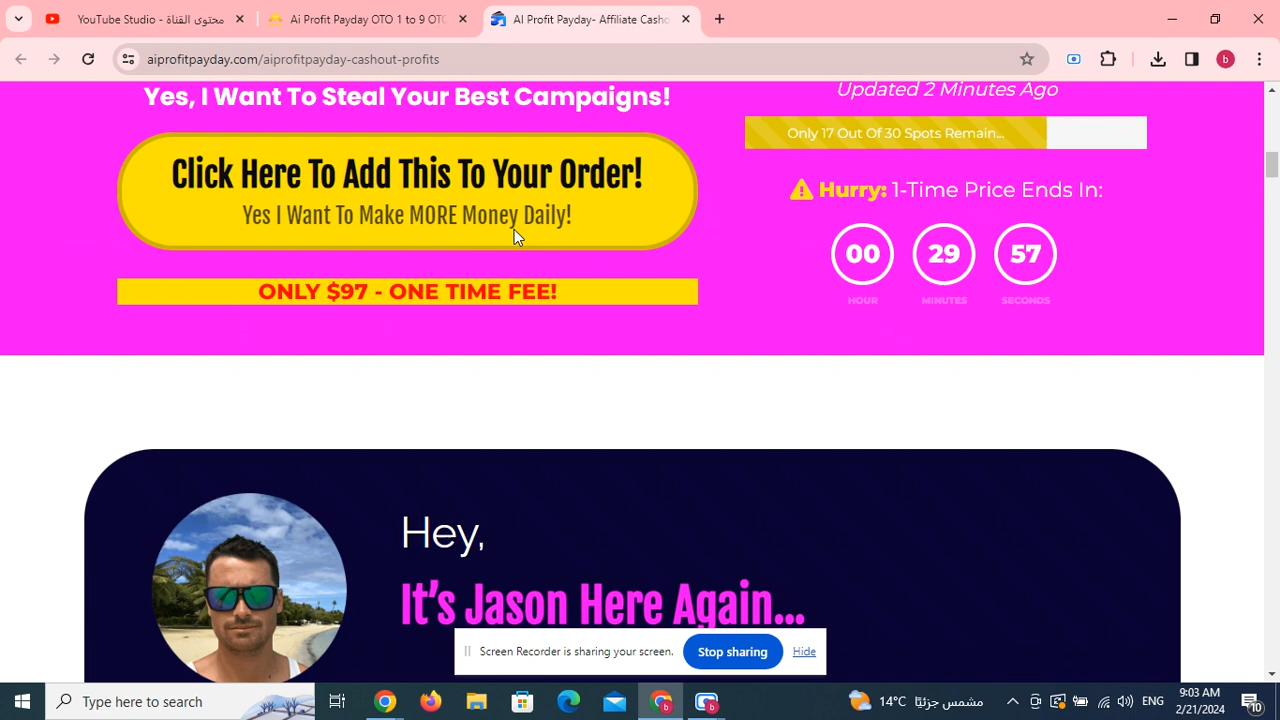 YouTube Studio - محتوى القناة
Ai Profit Payday OTO 1 to 9 OTO
AI Profit Payday- Affiliate Casho
aiprofitpayday.com/aiprofitpayday-cashout-profits
b
Yes, I Want To Steal Your Best Campaigns!
Click Here To Add This To Your Order!
Yes I Want To Make MORE Money Daily!
ONLY $97 - ONE TIME FEE!
Updated 2 Minutes Ago
Only 17 Out Of 30 Spots Remain...
Hurry: 1-Time Price Ends In:
00 29 57
HOUR MINUTES SECONDS
Hey,
It's Jason Here Again...
Screen Recorder is sharing your screen. Stop sharing Hide
Type here to search
14°C مشمس جزئيًا
ENG
9:03 AM
2/21/2024
10